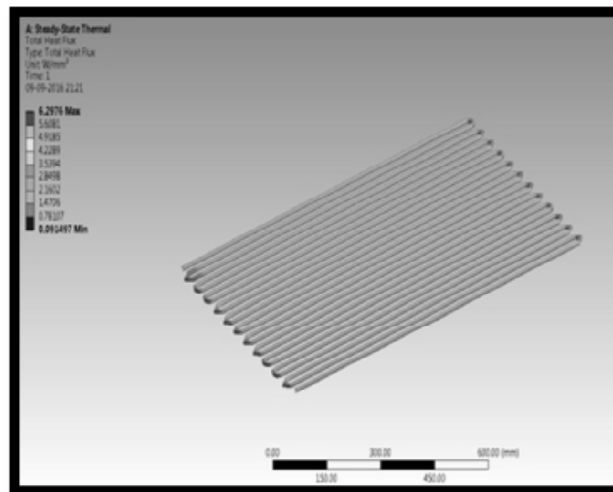 A: Steady-State Thermal
Total Heat Flux
Type: Total Heat Flux
Unit: W/mm²
Time: 1
09-09-2016 21:21
6.2976 Max
5.6081
4.9185
4.2289
3.5394
2.8498
2.1602
1.4706
0.78107
0.091497 Min
0.00 300.00 600.00 (mm)
150.00 450.00